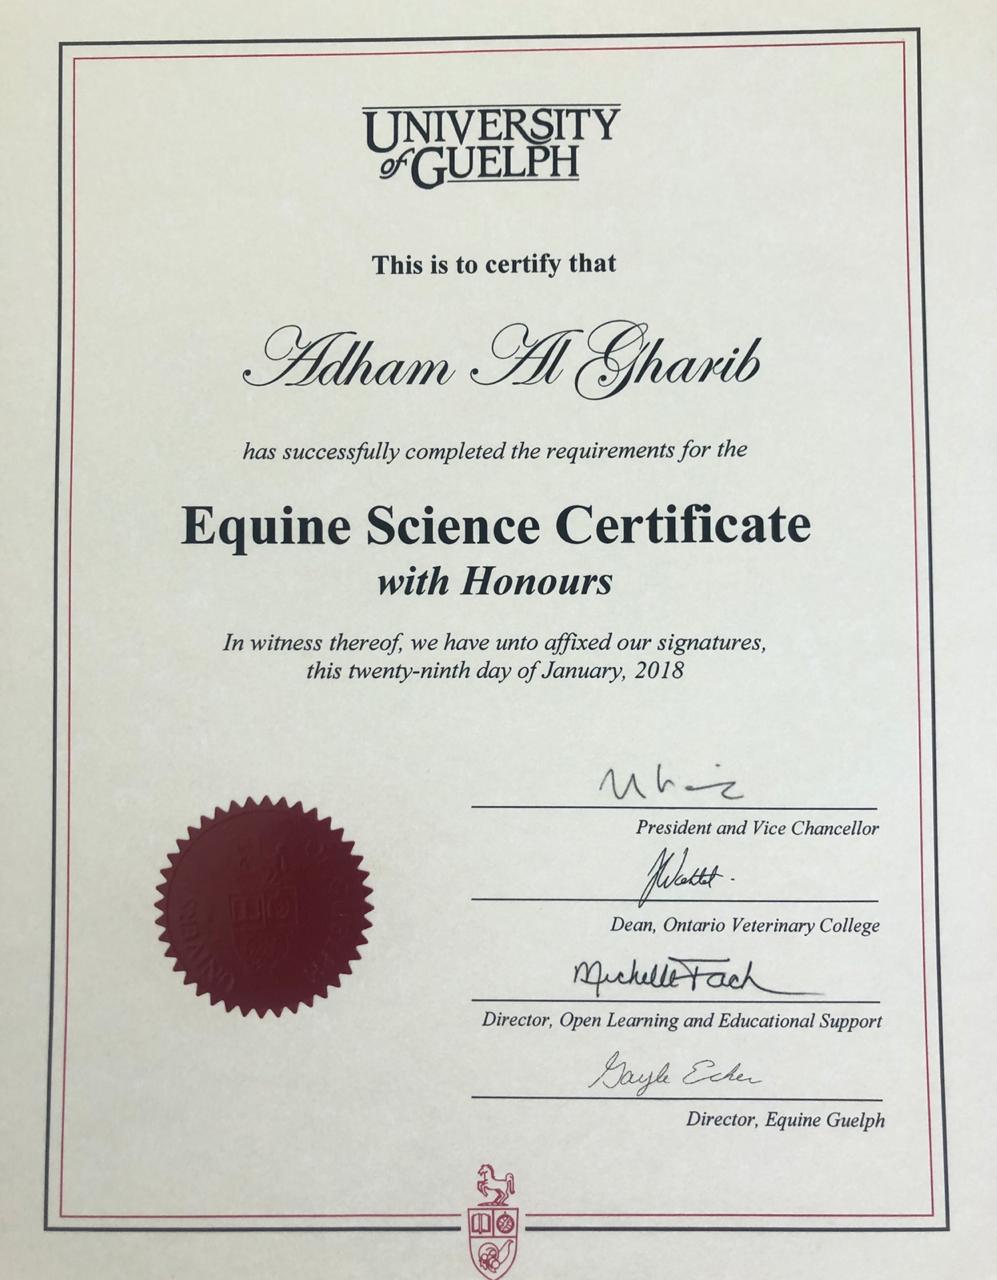 UNIVERSITY
of GUELPH
This is to certify that
Adham Al Gharib
has successfully completed the requirements for the
Equine Science Certificate
with Honours
In witness thereof, we have unto affixed our signatures,
this twenty-ninth day of January, 2018
President and Vice Chancellor
JWichtel.
Dean, Ontario Veterinary College
Michelle Fach
Director, Open Learning and Educational Support
Gayle Ecker
Director, Equine Guelph